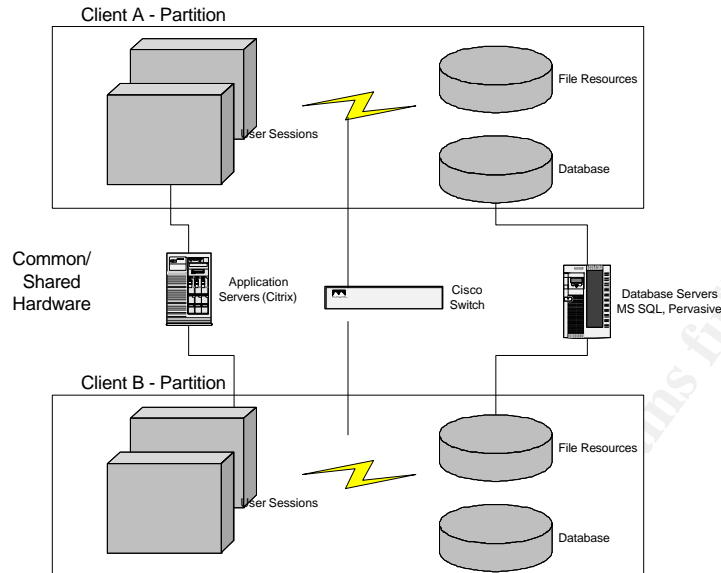 Client A - Partition
File Resources
User Sessions
Database
Common/
Shared
Hardware
Application
Servers (Citrix)
Cisco
Switch
Database Servers
MS SQL, Pervasive
Client B - Partition
File Resources
User Sessions
Database